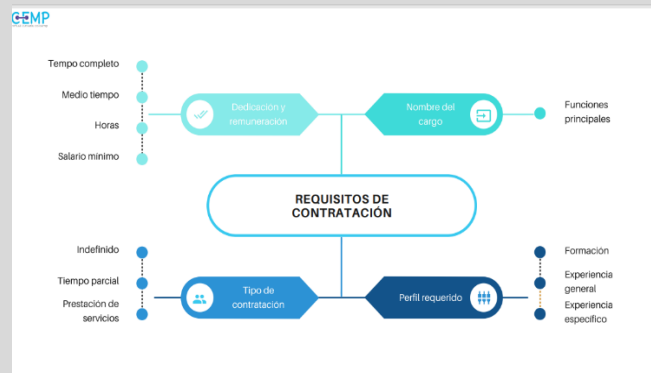 CEMP
Tempo completo
Medio tiempo
Horas
Salario mínimo
Dedicación y
remuneración
Nombre del
cargo
Funciones
principales
REQUISITOS DE
CONTRATACIÓN
Indefinido
Tiempo parcial
Prestación de
servicios
Tipo de
contratación
Perfil requerido
Formación
Experiencia
general
Experiencia
específico